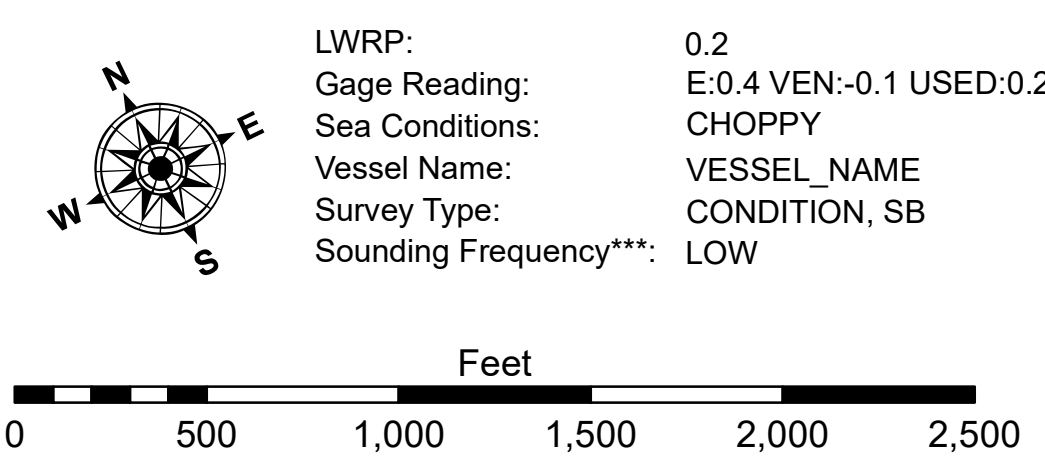 N
E
W
S
LWRP: 0.2
Gage Reading: E:0.4 VEN:-0.1 USED:0.2
Sea Conditions: CHOPPY
Vessel Name: VESSEL_NAME
Survey Type: CONDITION, SB
Sounding Frequency***: LOW
Feet
0 500 1,000 1,500 2,000 2,500